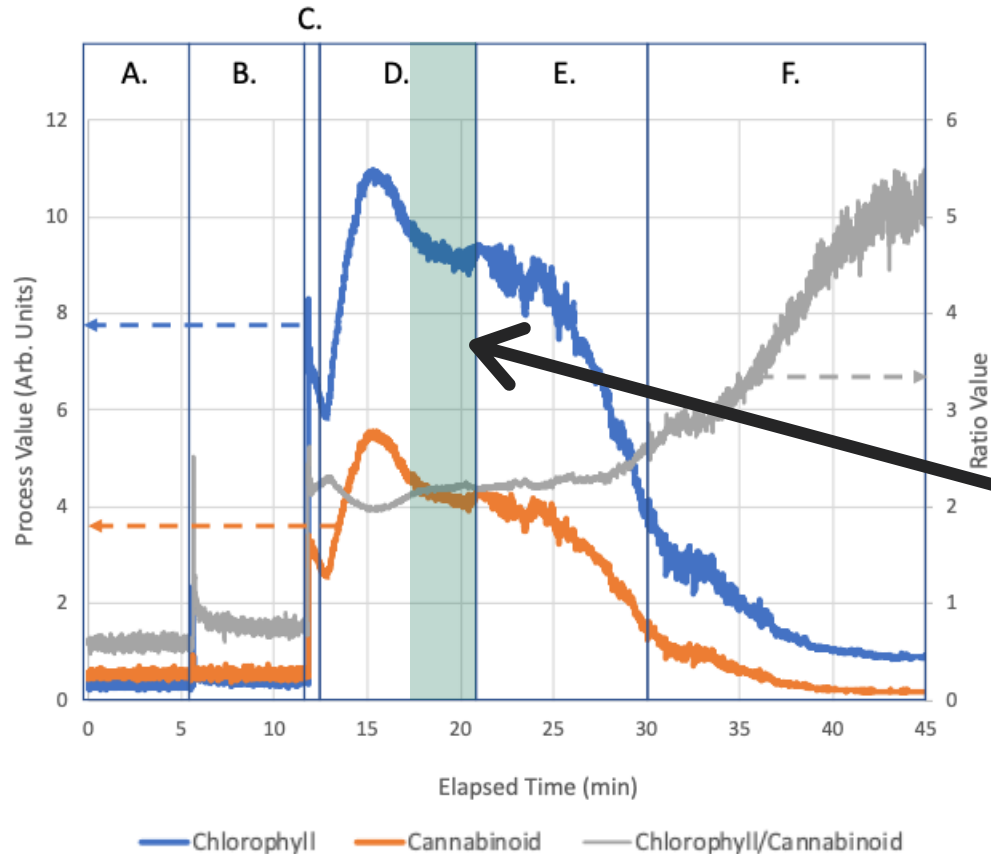 C.
A.
B.
D.
E.
F.
12
10
8
6
4
2
0
Process Value (Arb. Units)
6
5
4
3
2
1
0
Ratio Value
0 5 10 15 20 25 30 35 40 45
Elapsed Time (min)
Chlorophyll Cannabinoid Chlorophyll/Cannabinoid